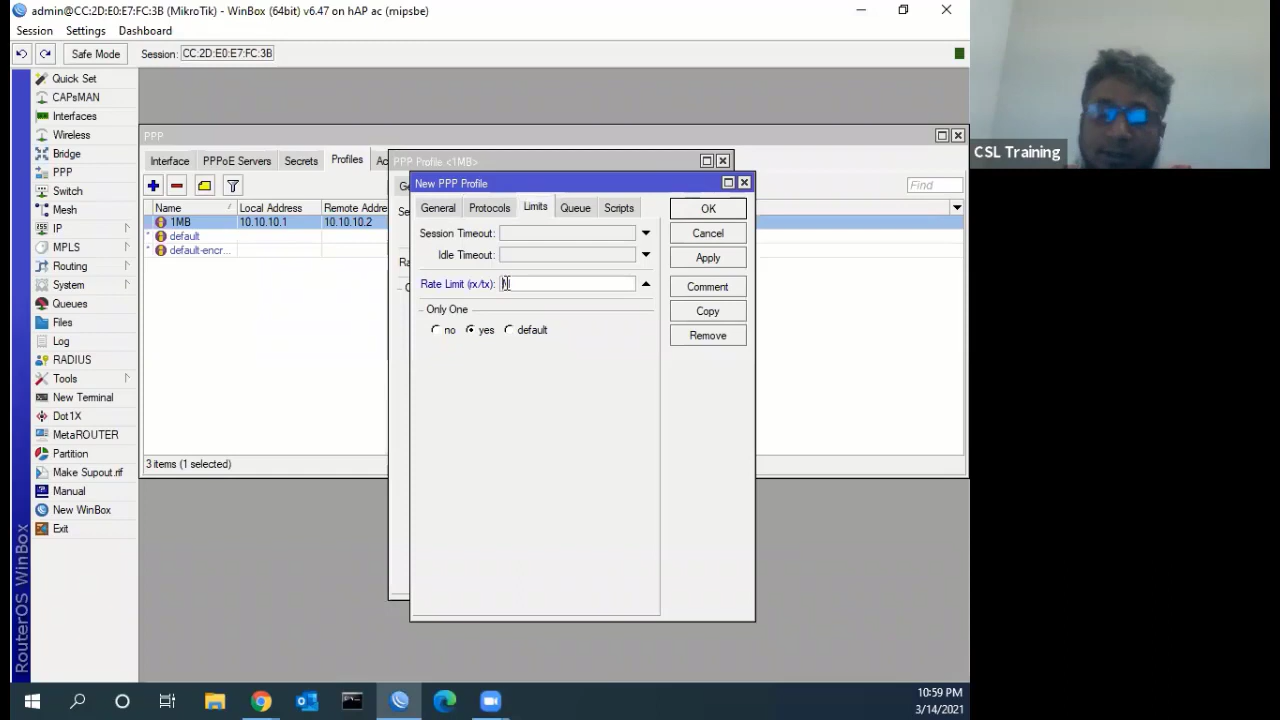 admin@CC:2D:E0:E7:FC:3B (MikroTik) - WinBox (64bit) v6.47 on hAP ac (mipsbe)
Session Settings Dashboard
Safe Mode Session: CC:2D:E0:E7:FC:3B
Quick Set
CAPsMAN
Interfaces
Wireless
Bridge
PPP
Switch
Mesh
IP
MPLS
Routing
System
Queues
Files
Log
RADIUS
Tools
New Terminal
Dot1X
MetaROUTER
Partition
Make Supout.rif
Manual
New WinBox
Exit
RouterOS WinBox
PPP
Interface PPPoE Servers Secrets Profiles Ac
Find
Name Local Address Remote Addre
1MB 10.10.10.1 10.10.10.2
* default
* default-encr...
3 items (1 selected)
PPP Profile <1MB>
New PPP Profile
General Protocols Limits Queue Scripts
Session Timeout:
Idle Timeout:
Rate Limit (rx/tx):
Only One
no yes default
OK
Cancel
Apply
Comment
Copy
Remove
CSL Training
10:59 PM
3/14/2021